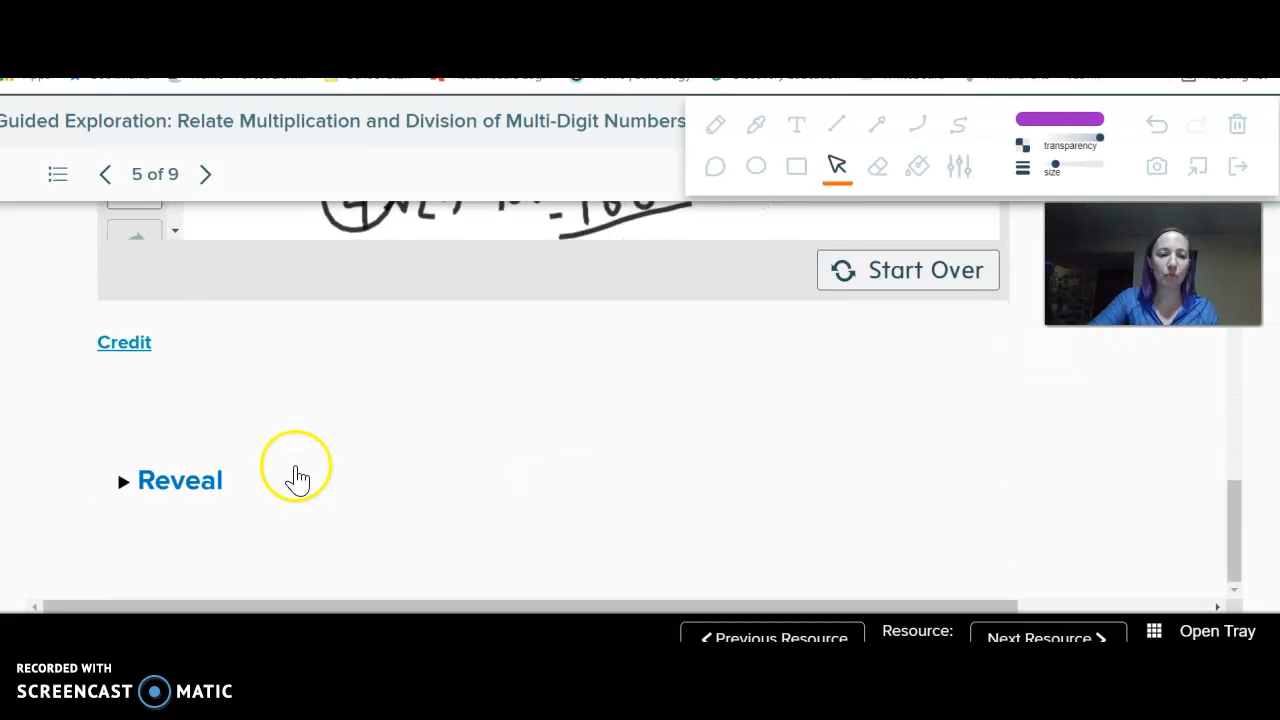 Guided Exploration: Relate Multiplication and Division of Multi-Digit Numbers
5 of 9
T
S
transparency
size
Start Over
Credit
Reveal
Previous Resource
Resource:
Next Resource
Open Tray
RECORDED WITH
SCREENCAST MATIC